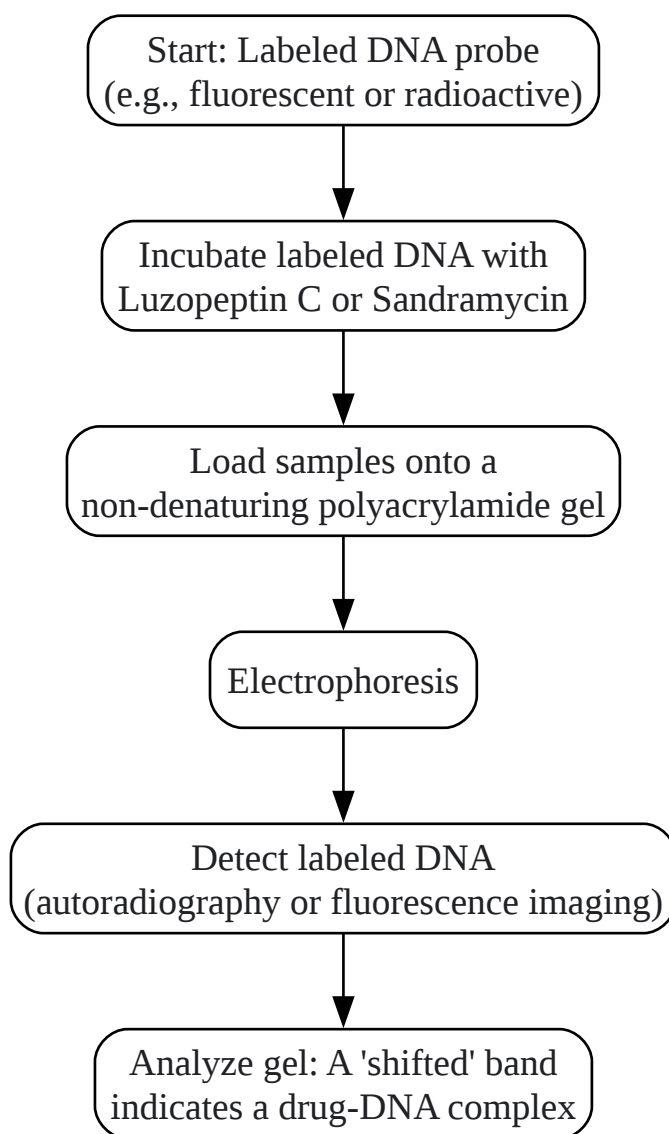 Start: Labeled DNA probe
(e.g., fluorescent or radioactive)
Incubate labeled DNA with
Luzopeptin C or Sandramycin
Load samples onto a
non-denaturing polyacrylamide gel
Electrophoresis
Detect labeled DNA
(autoradiography or fluorescence imaging)
Analyze gel: A 'shifted' band
indicates a drug-DNA complex